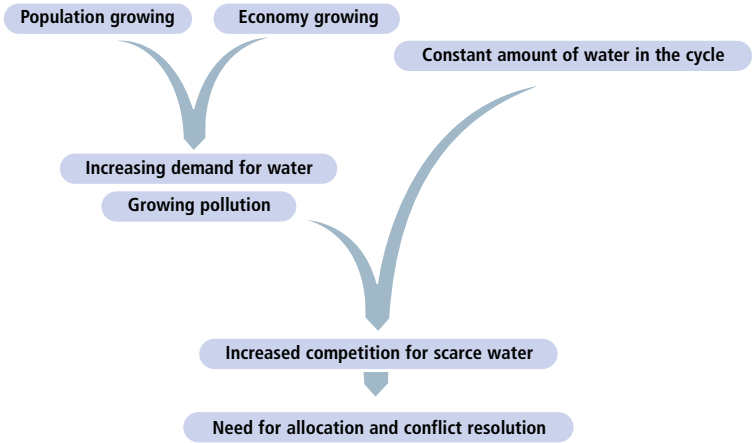 Population growing
Economy growing
Constant amount of water in the cycle
Increasing demand for water
Growing pollution
Increased competition for scarce water
Need for allocation and conflict resolution